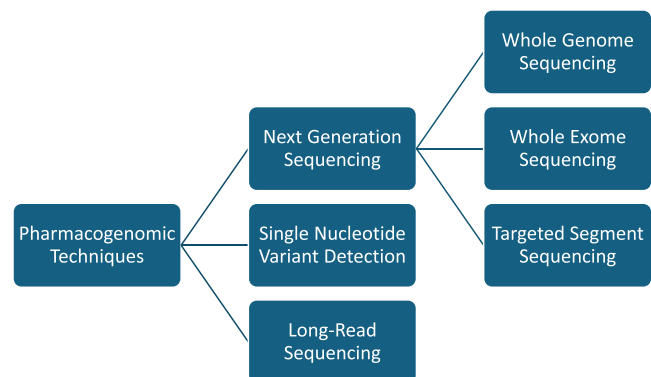 Pharmacogenomic
Techniques
Next Generation
Sequencing
Single Nucleotide
Variant Detection
Long-Read
Sequencing
Whole Genome
Sequencing
Whole Exome
Sequencing
Targeted Segment
Sequencing